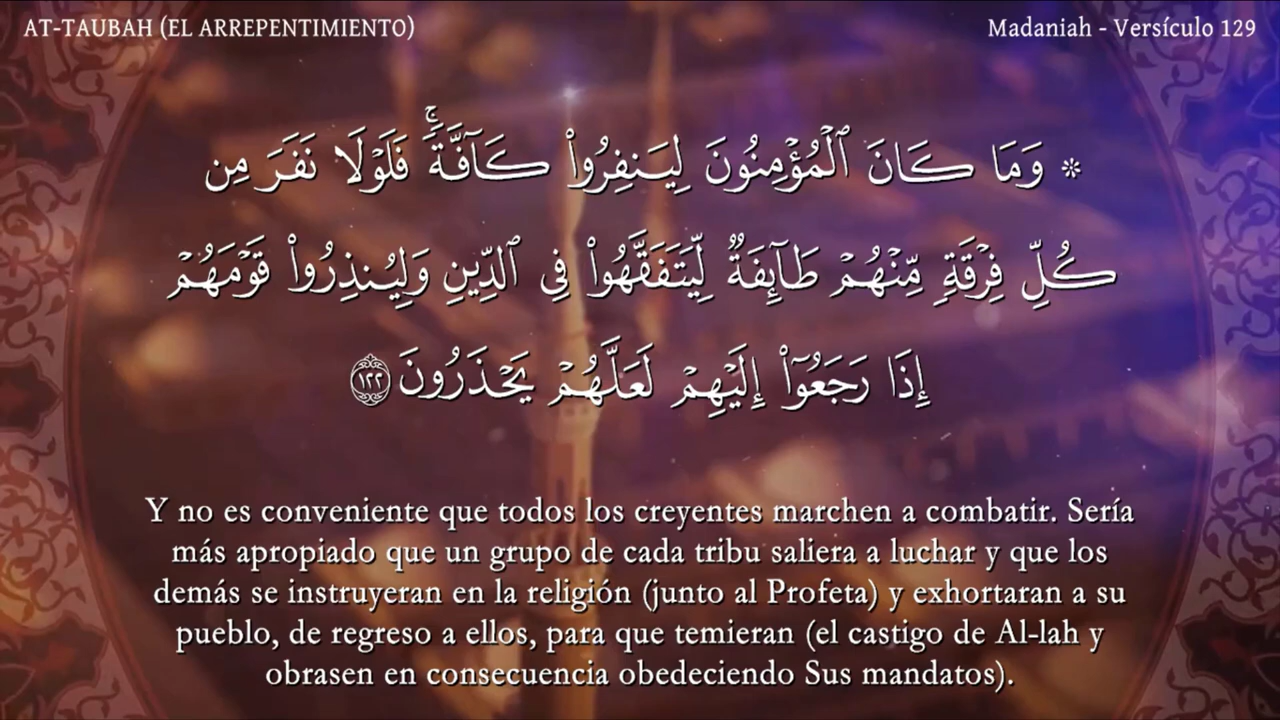 AT-TAUBAH (EL ARREPENTIMIENTO)
Madaniah - Versículo 129
۞ وَمَا كَانَ ٱلْمُؤْمِنُونَ لِيَنفِرُوا۟ كَآفَّةً ۚ فَلَوْلَا نَفَرَ مِن
كُلِّ فِرْقَةٍ مِّنْهُمْ طَآئِفَةٌ لِّيَتَفَقَّهُوا۟ فِى ٱلدِّينِ وَلِيُنذِرُوا۟ قَوْمَهُمْ
إِذَا رَجَعُوٓا۟ إِلَيْهِمْ لَعَلَّهُمْ يَحْذَرُونَ ١٢٢
Y no es conveniente que todos los creyentes marchen a combatir. Sería
más apropiado que un grupo de cada tribu saliera a luchar y que los
demás se instruyeran en la religión (junto al Profeta) y exhortaran a su
pueblo, de regreso a ellos, para que temieran (el castigo de Al-lah y
obrasen en consecuencia obedeciendo Sus mandatos).